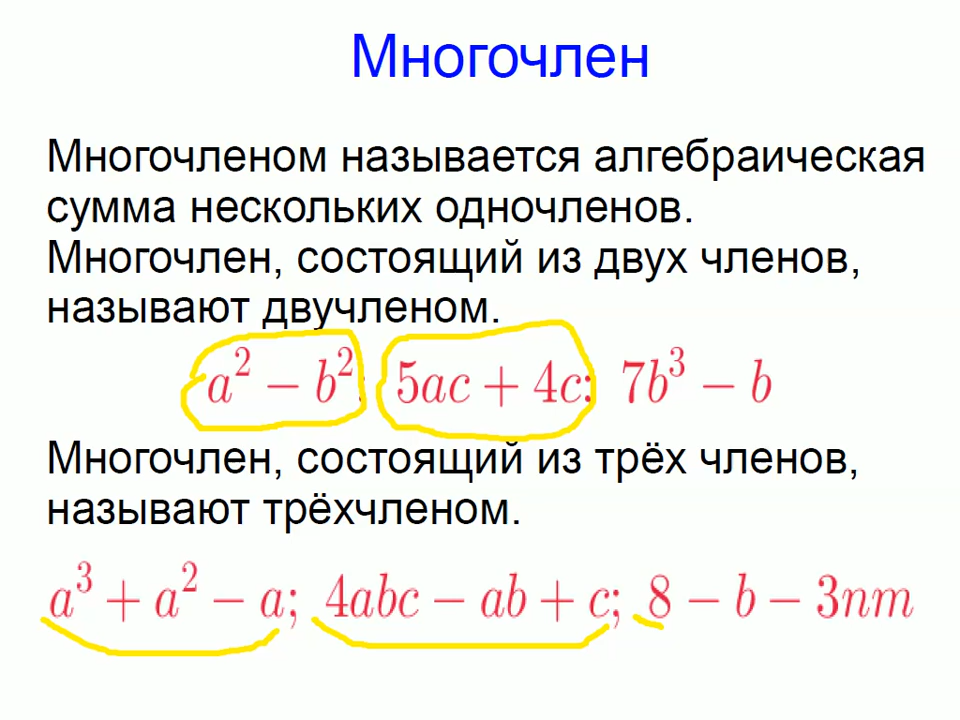 Многочлен
Многочленом называется алгебраическая
сумма нескольких одночленов.
Многочлен, состоящий из двух членов,
называют двучленом.
a² − b²; 5ac + 4c; 7b³ − b
Многочлен, состоящий из трёх членов,
называют трёхчленом.
a³ + a² − a; 4abc − ab + c; 8 − b − 3nm